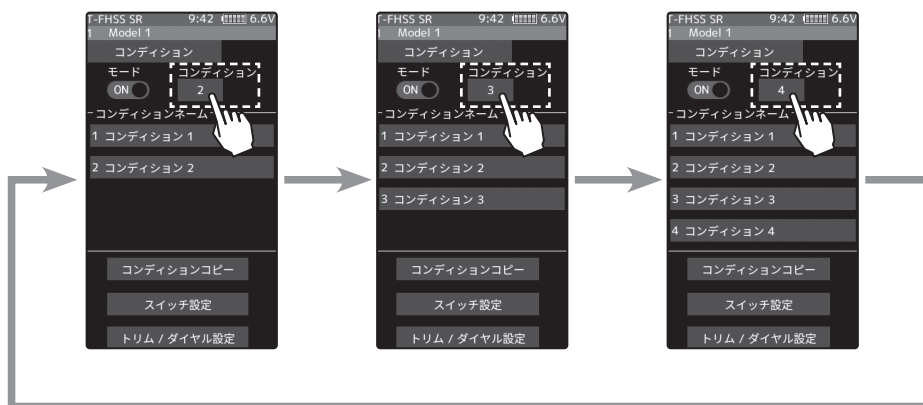 T-FHSS SR 9:42 6.6V
1 Model 1
コンディション
モード コンディション
ON 2
コンディションネーム
1 コンディション 1
2 コンディション 2
コンディションコピー
スイッチ設定
トリム / ダイヤル設定
T-FHSS SR 9:42 6.6V
1 Model 1
コンディション
モード コンディション
ON 3
コンディションネーム
1 コンディション 1
2 コンディション 2
3 コンディション 3
コンディションコピー
スイッチ設定
トリム / ダイヤル設定
T-FHSS SR 9:42 6.6V
1 Model 1
コンディション
モード コンディション
ON 4
コンディションネーム
1 コンディション 1
2 コンディション 2
3 コンディション 3
4 コンディション 4
コンディションコピー
スイッチ設定
トリム / ダイヤル設定